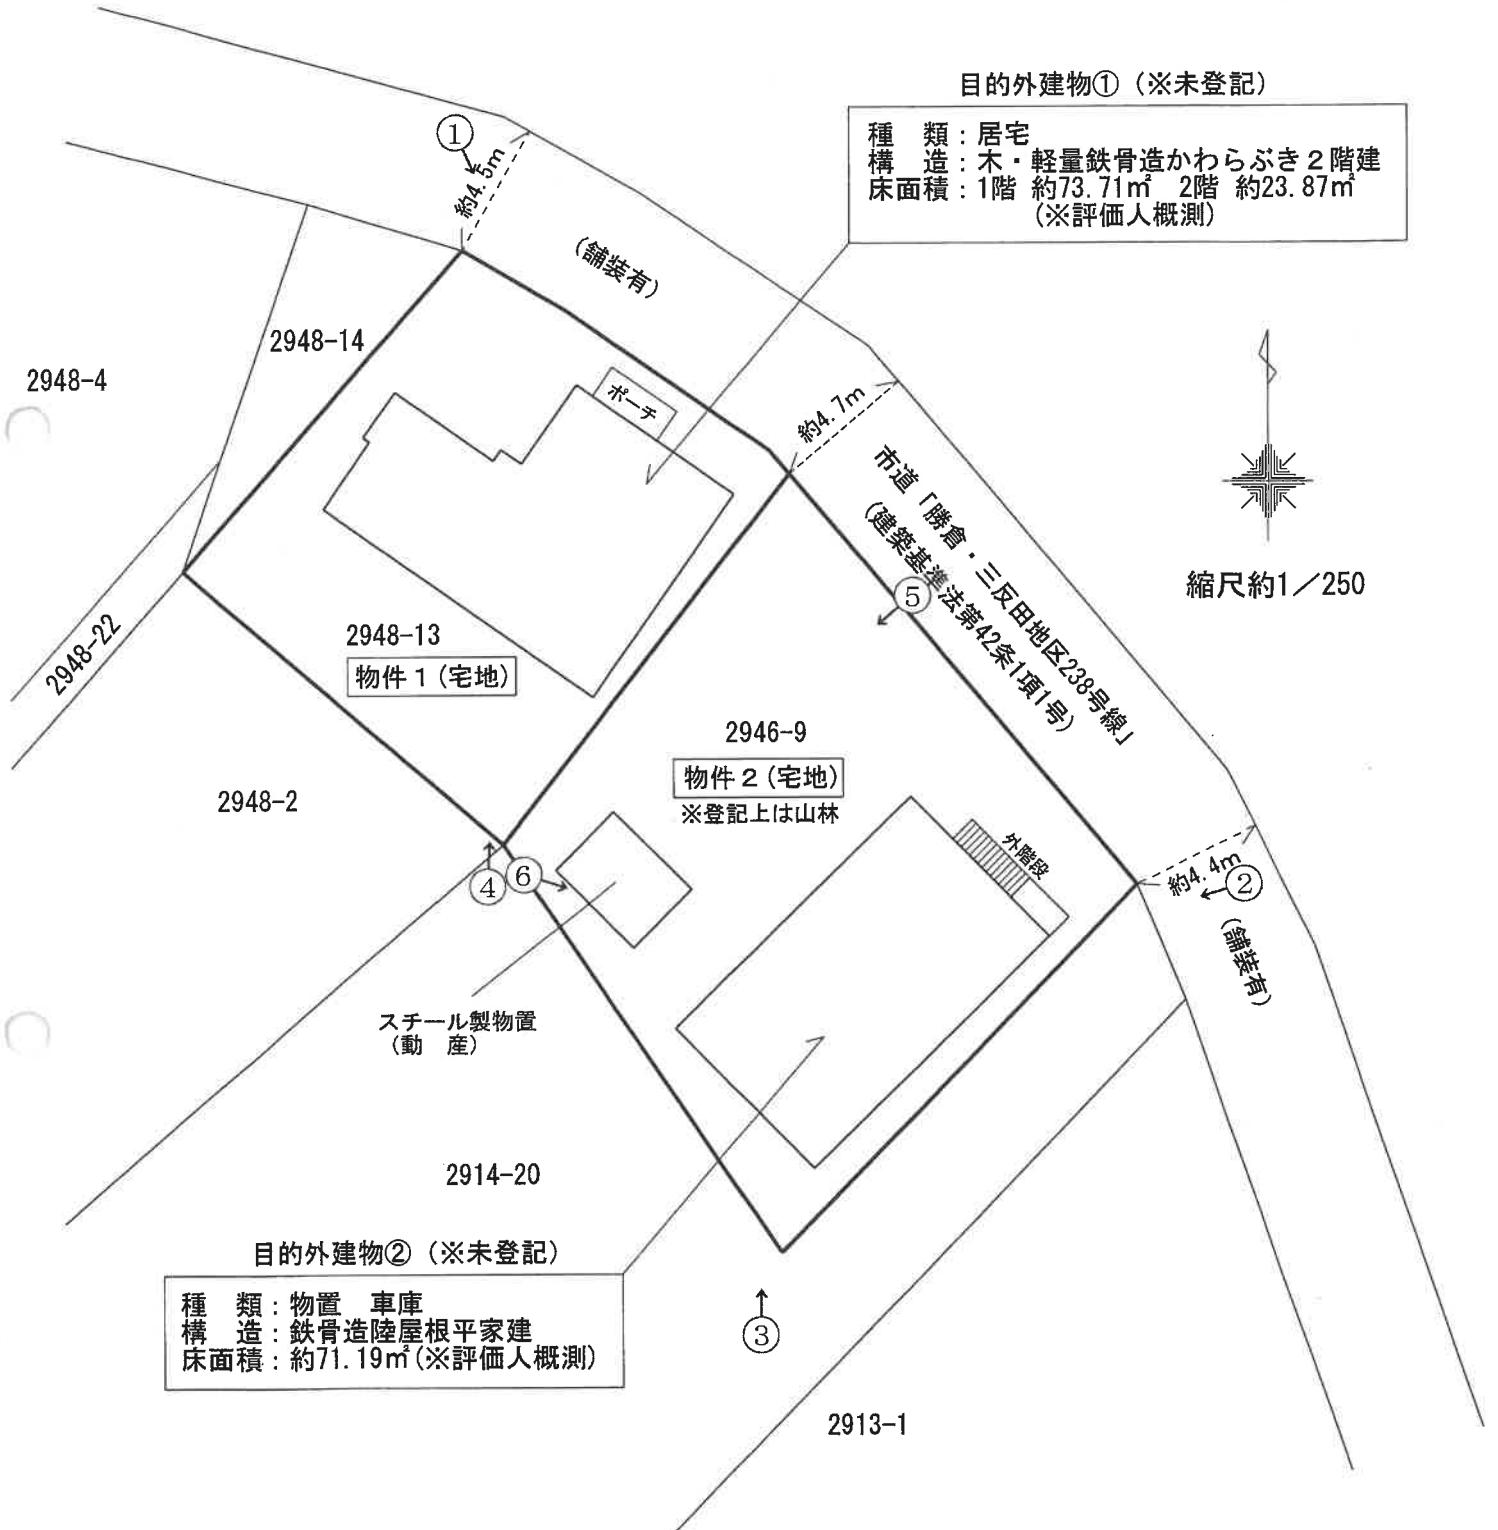 目的外建物①（※未登記）
種　類：居宅
構　造：木・軽量鉄骨造かわらぶき２階建
床面積：1階 約73.71㎡　2階 約23.87㎡
（※評価人概測）
①
約4.5m
（舗装有）
2948-14
2948-4
ポーチ
約4.7m
市道「勝倉・三反田地区238号線」
（建築基準法第42条1項1号）
縮尺約1／250
⑤
2948-13
物件１（宅地）
2948-22
2946-9
物件２（宅地）
※登記上は山林
2948-2
外階段
④
⑥
約4.4m
②
（舗装有）
スチール製物置
（動　産）
2914-20
目的外建物②（※未登記）
種　類：物置　車庫
構　造：鉄骨造陸屋根平家建
床面積：約71.19㎡（※評価人概測）
③
2913-1